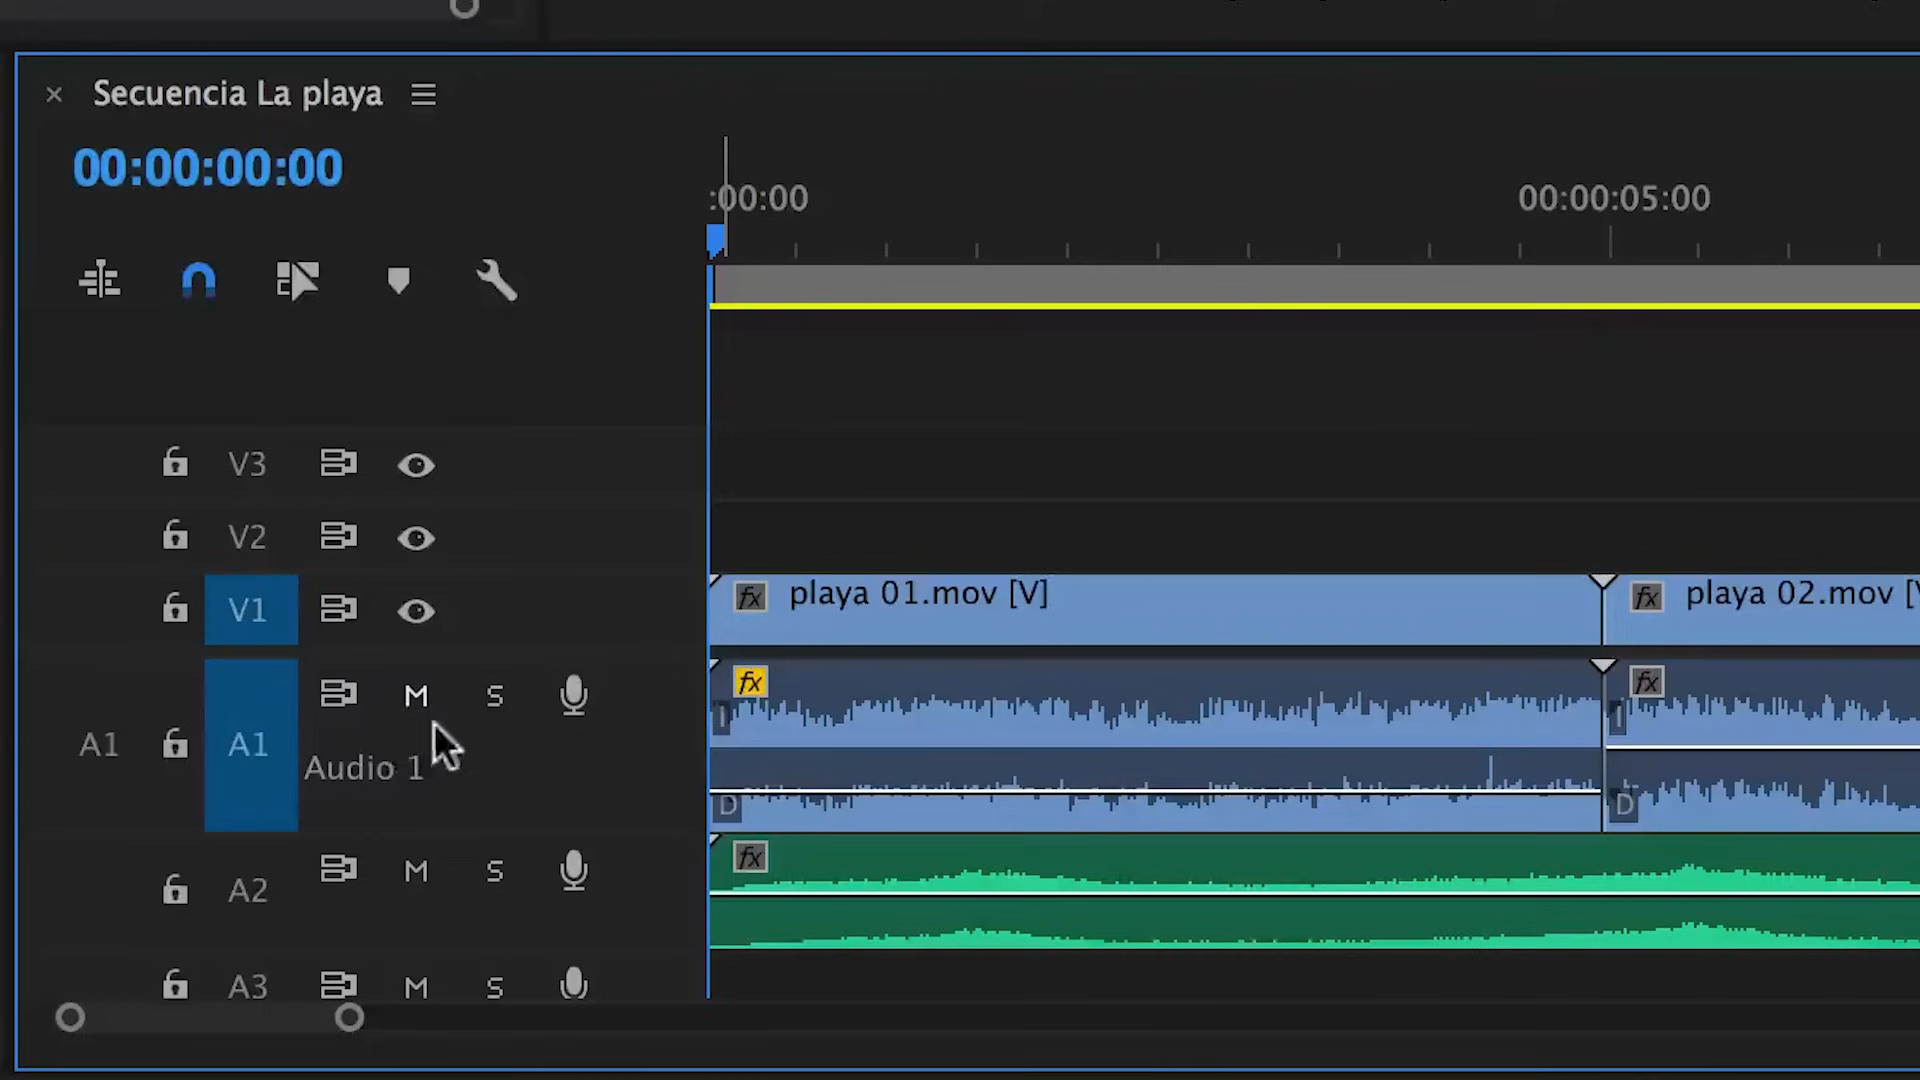 Secuencia La playa
00:00:00:00
:00:00
00:00:05:00
V3
V2
V1
fx playa 01.mov [V]
fx playa 02.mov [V
A1
A1
M
S
Audio 1
fx
I
D
fx
I
D
A2
M
S
fx
A3
M
S